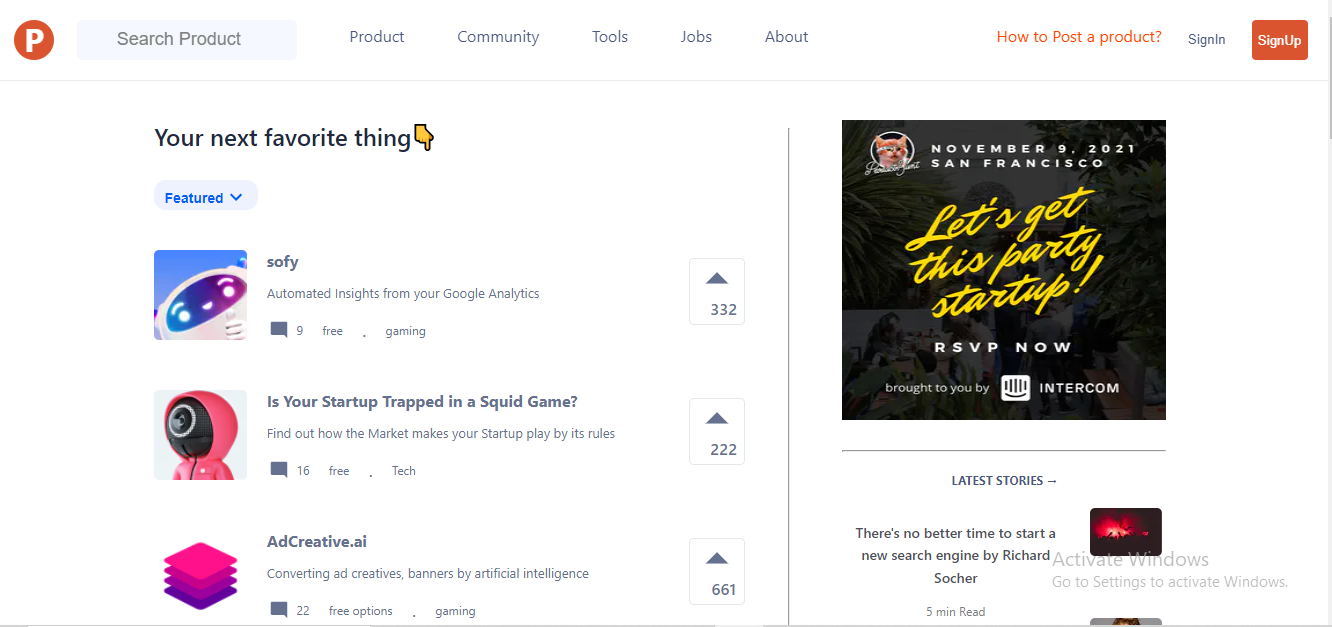 P
Search Product
Product
Community
Tools
Jobs
About
How to Post a product?
SignIn
SignUp
Your next favorite thing👇
Featured
sofy
Automated Insights from your Google Analytics
9 free . gaming
332
Is Your Startup Trapped in a Squid Game?
Find out how the Market makes your Startup play by its rules
16 free . Tech
222
AdCreative.ai
Converting ad creatives, banners by artificial intelligence
22 free options . gaming
661
Product Hunt
NOVEMBER 9, 2021
SAN FRANCISCO
Let's get
this party
startup!
RSVP NOW
brought to you by INTERCOM
LATEST STORIES →
There's no better time to start a
new search engine by Richard
Socher
5 min Read
Activate Windows
Go to Settings to activate Windows.